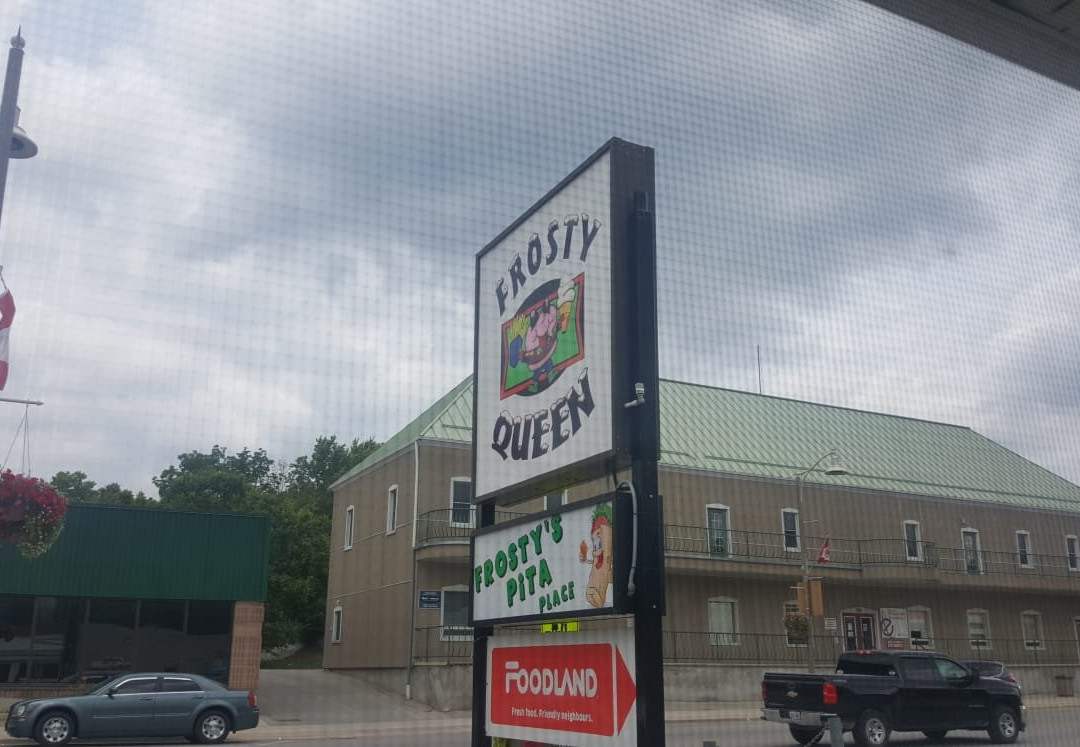 FROSTY
QUEEN
FROSTY'S
PITA
PLACE
FOODLAND
Fresh food. Friendly neighbours.